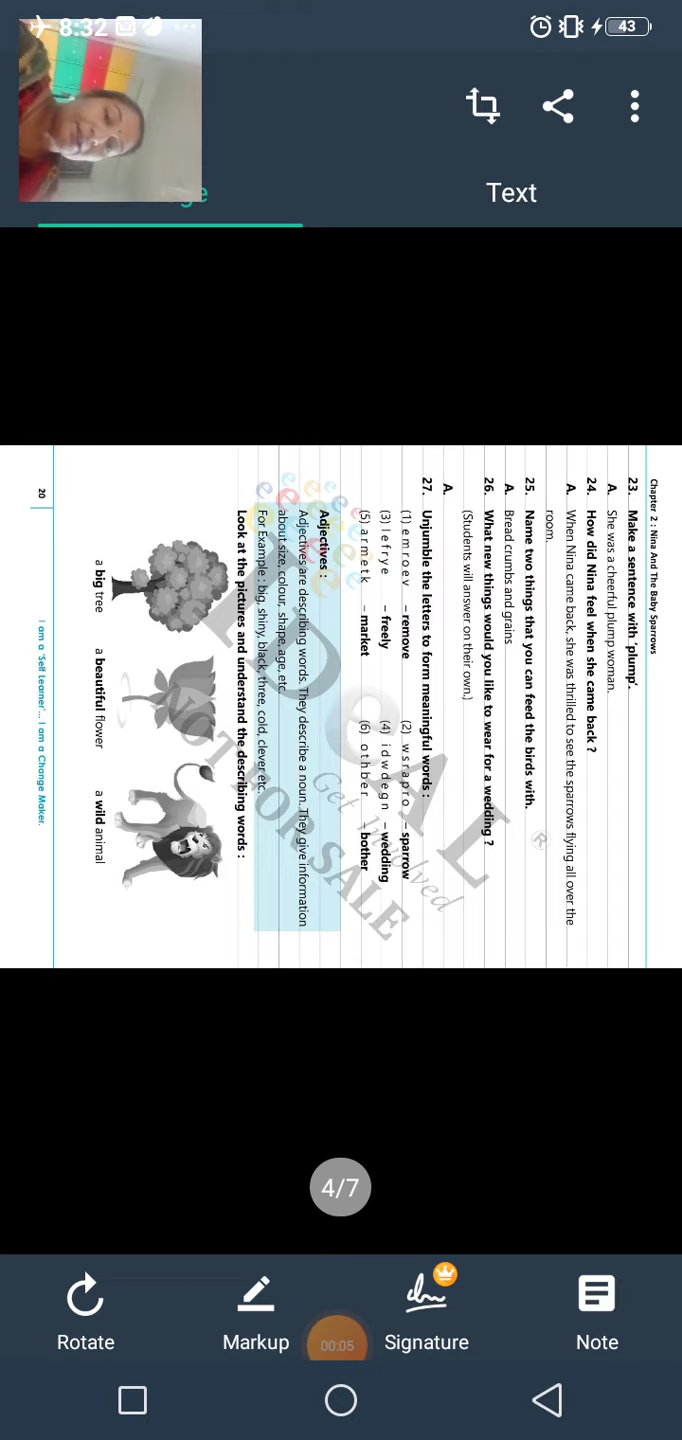 8:32
43
Text
Chapter 2 : Nina And The Baby Sparrows
23. Make a sentence with 'plump'.
A. She was a cheerful plump woman.
24. How did Nina feel when she came back ?
A. When Nina came back, she was thrilled to see the sparrows flying all over the
room.
25. Name two things that you can feed the birds with.
A. Bread crumbs and grains
26. What new things would you like to wear for a wedding ?
(Students will answer on their own.)
A.
27. Unjumble the letters to form meaningful words :
(1) e m r o e v – remove (2) w s r a p r o – sparrow
(3) l e f r y e – freely (4) i d w d e g n – wedding
(5) a r m e t k – market (6) o t h b e r – bother
Adjectives :
Adjectives are describing words. They describe a noun. They give information
about size, colour, shape, age, etc.
For Example : big, shiny, black, three, cold, clever etc.
Look at the pictures and understand the describing words :
a big tree a beautiful flower a wild animal
20 I am a 'Self Learner'... I am a Change Maker.
IDeAL ®
Get Involved
NOT FOR SALE
4/7
Rotate Markup Signature Note
00:05